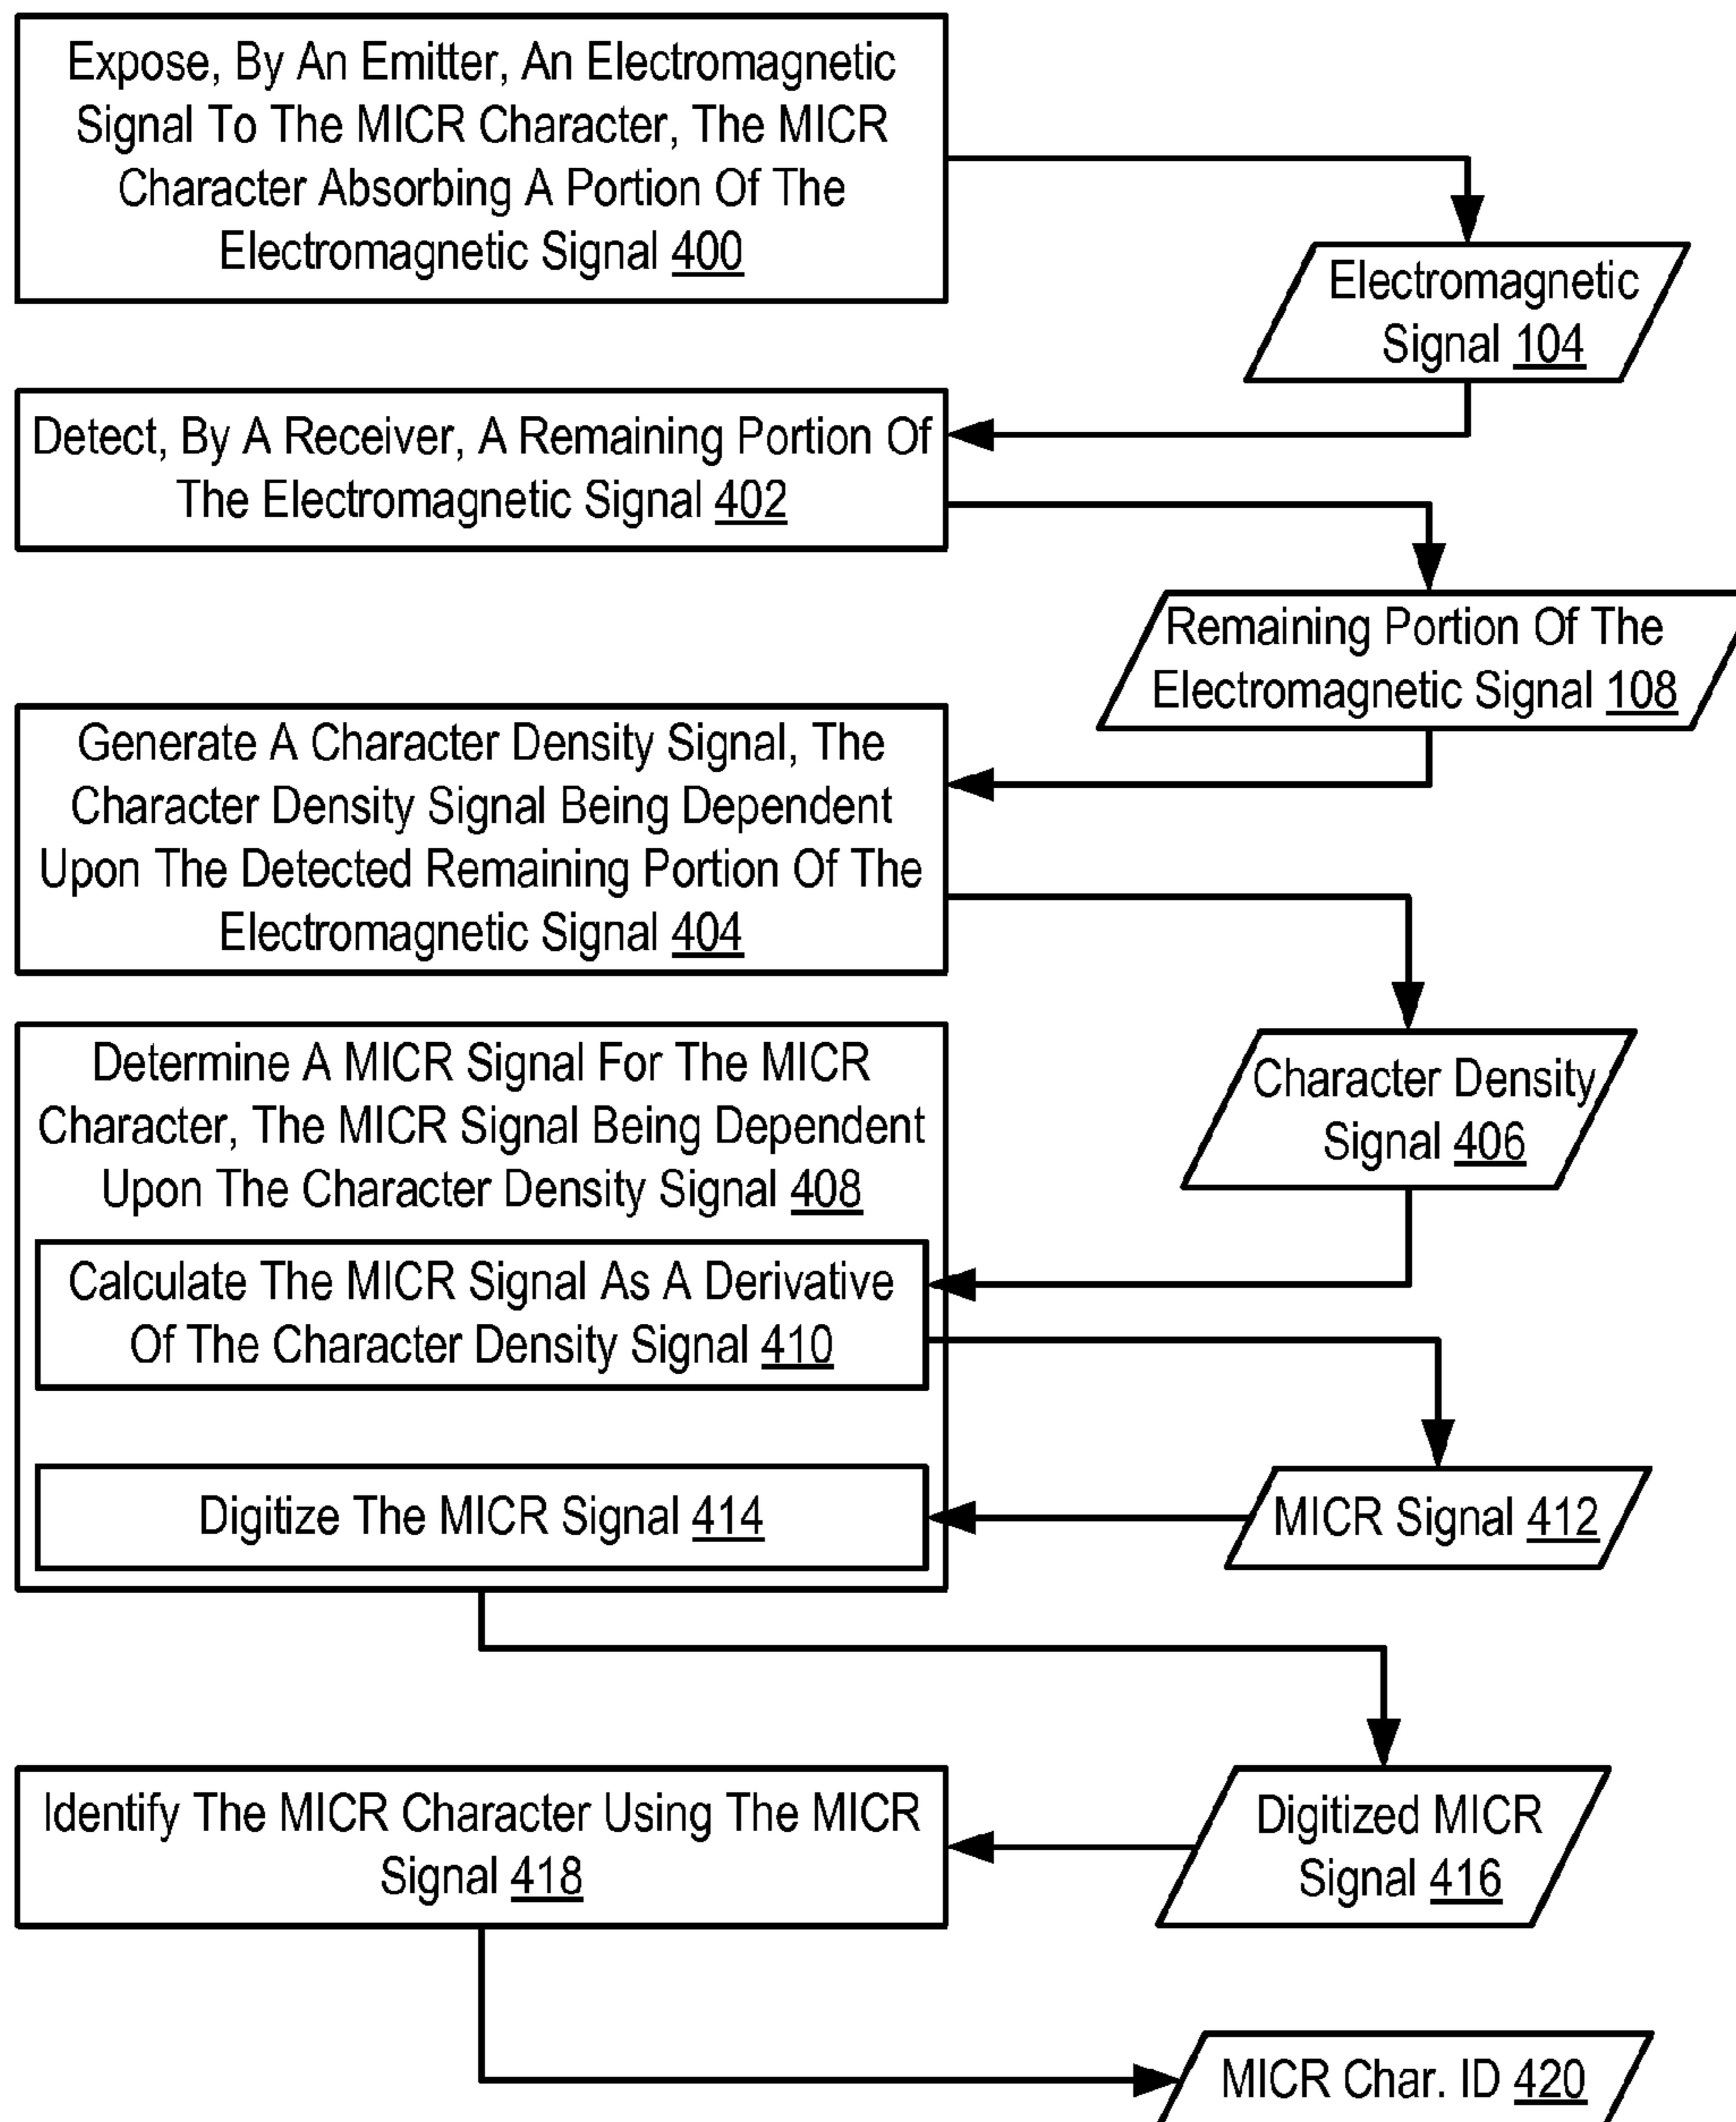 Expose, By An Emitter, An Electromagnetic
Signal To The MICR Character, The MICR
Character Absorbing A Portion Of The
Electromagnetic Signal 400
Electromagnetic
Signal 104
Detect, By A Receiver, A Remaining Portion Of
The Electromagnetic Signal 402
Remaining Portion Of The
Electromagnetic Signal 108
Generate A Character Density Signal, The
Character Density Signal Being Dependent
Upon The Detected Remaining Portion Of The
Electromagnetic Signal 404
Character Density
Signal 406
Determine A MICR Signal For The MICR
Character, The MICR Signal Being Dependent
Upon The Character Density Signal 408
Calculate The MICR Signal As A Derivative
Of The Character Density Signal 410
MICR Signal 412
Digitize The MICR Signal 414
Digitized MICR
Signal 416
Identify The MICR Character Using The MICR
Signal 418
MICR Char. ID 420